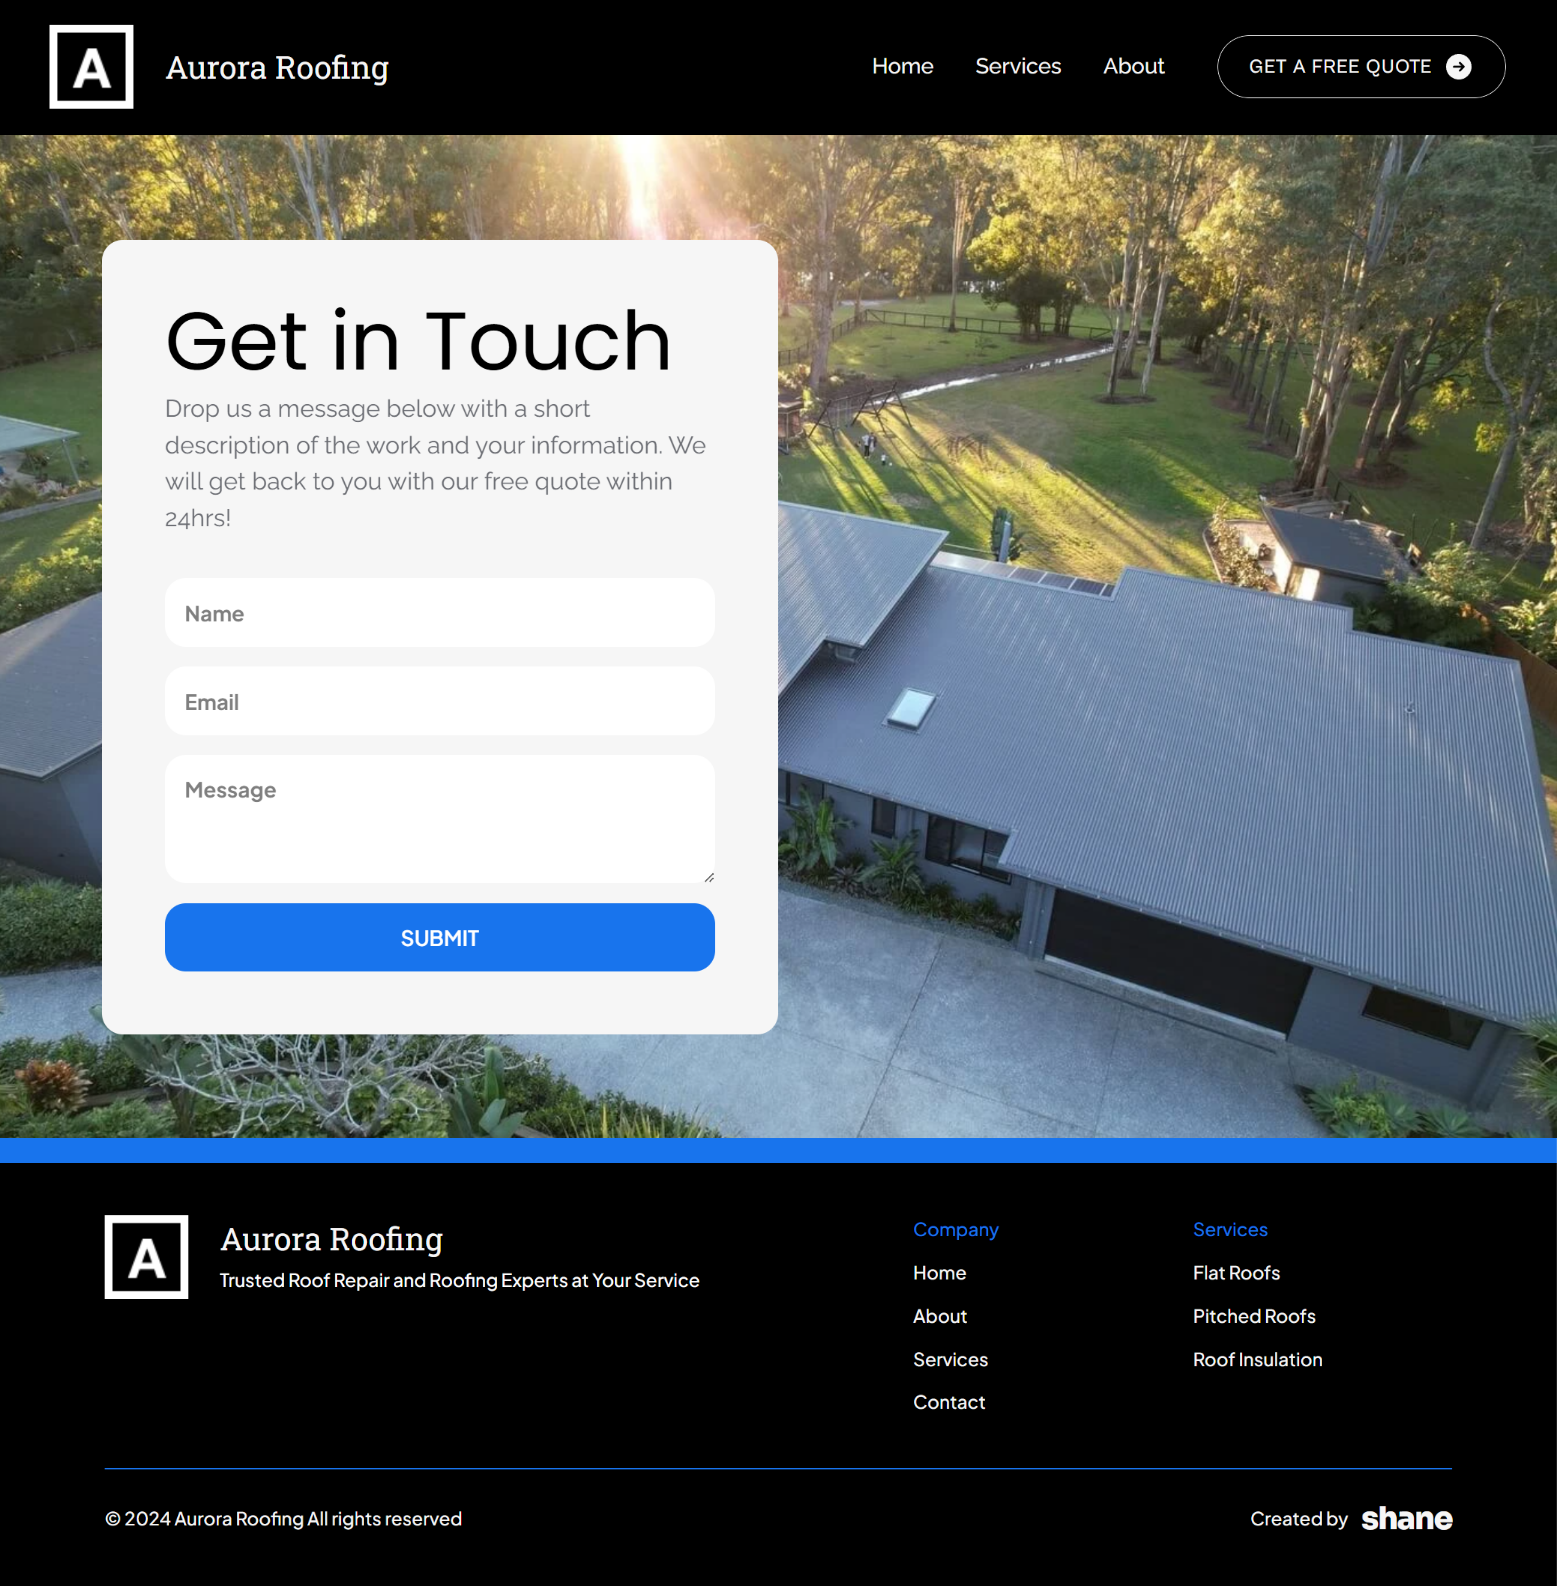 A
Aurora Roofing
Home
Services
About
GET A FREE QUOTE
Get in Touch
Drop us a message below with a short
description of the work and your information. We
will get back to you with our free quote within
24hrs!
Name
Email
Message
SUBMIT
A
Aurora Roofing
Trusted Roof Repair and Roofing Experts at Your Service
Company
Home
About
Services
Contact
Services
Flat Roofs
Pitched Roofs
Roof Insulation
© 2024 Aurora Roofing All rights reserved
Created by shane